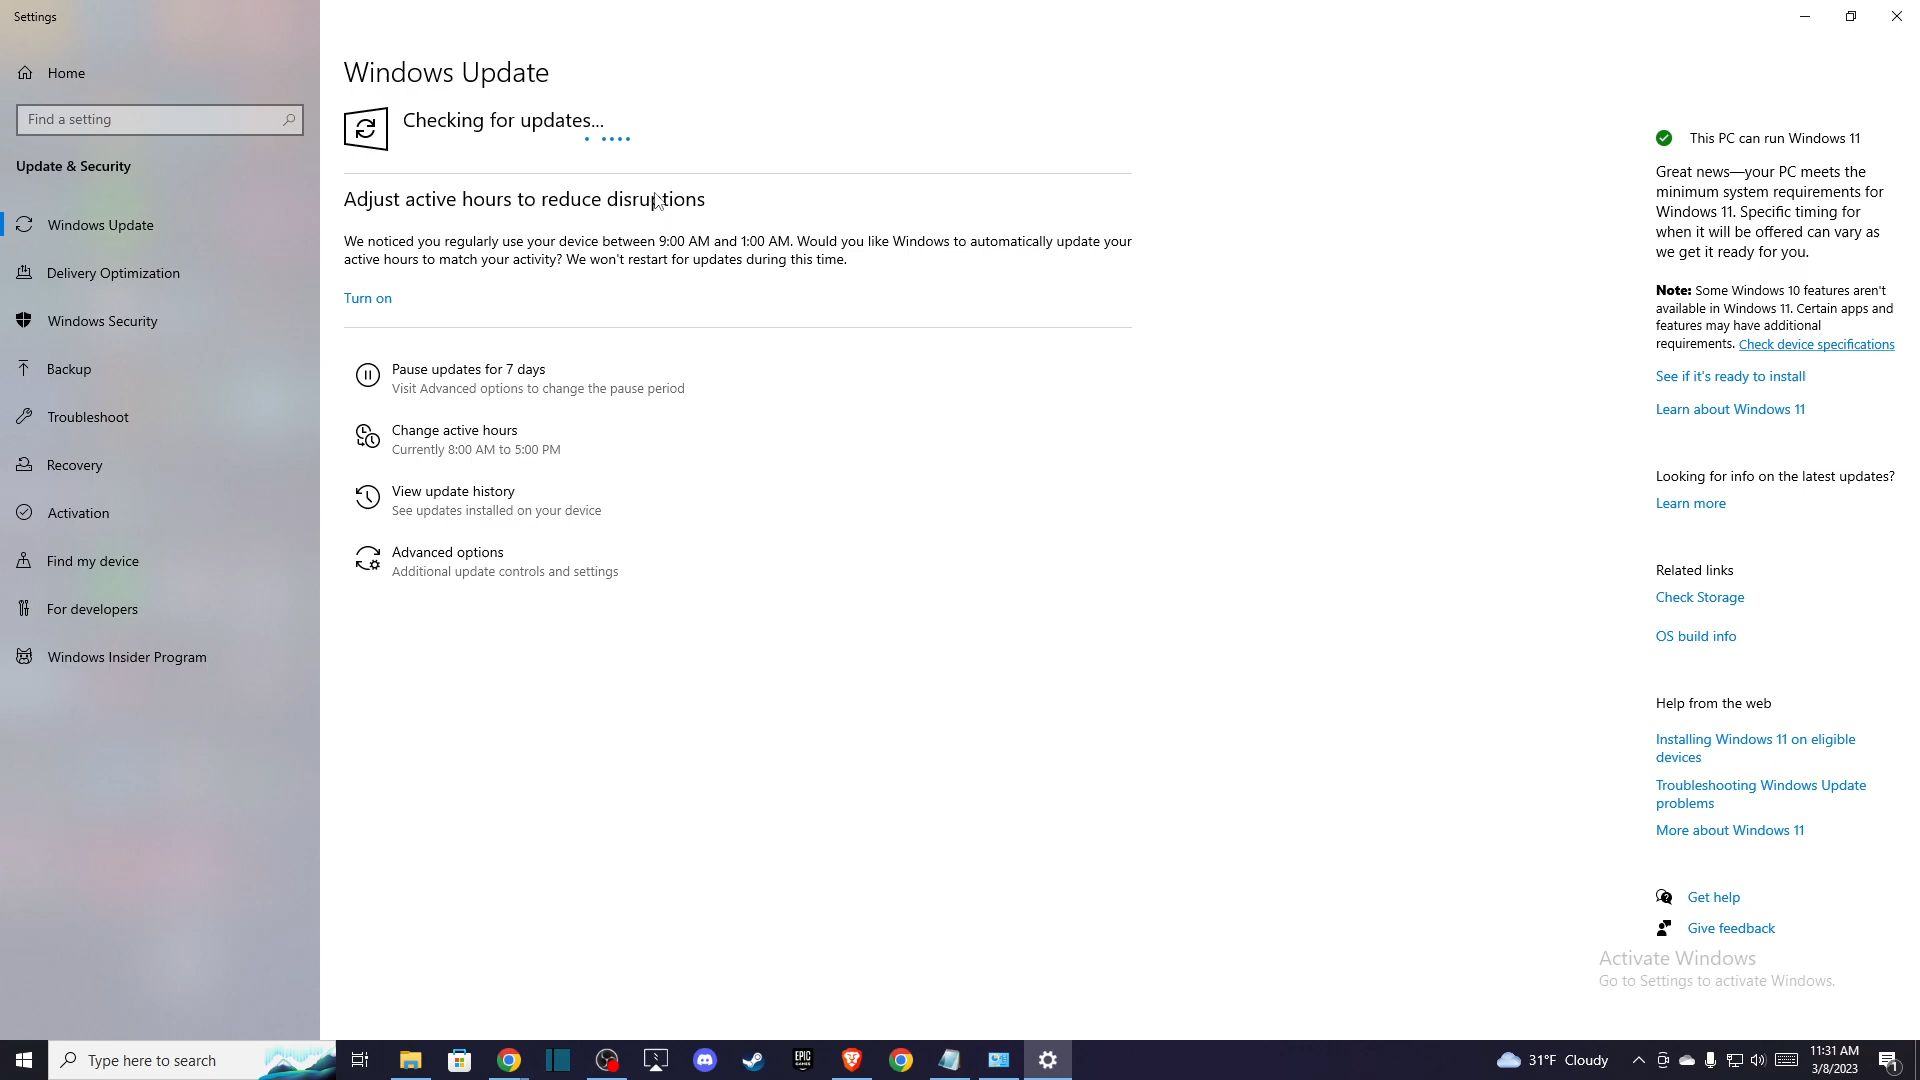 Settings
Home
Find a setting
Update & Security
Windows Update
Delivery Optimization
Windows Security
Backup
Troubleshoot
Recovery
Activation
Find my device
For developers
Windows Insider Program
Windows Update
Checking for updates...
Adjust active hours to reduce disruptions
We noticed you regularly use your device between 9:00 AM and 1:00 AM. Would you like Windows to automatically update your
active hours to match your activity? We won't restart for updates during this time.
Turn on
Pause updates for 7 days
Visit Advanced options to change the pause period
Change active hours
Currently 8:00 AM to 5:00 PM
View update history
See updates installed on your device
Advanced options
Additional update controls and settings
This PC can run Windows 11
Great news—your PC meets the
minimum system requirements for
Windows 11. Specific timing for
when it will be offered can vary as
we get it ready for you.
Note: Some Windows 10 features aren't
available in Windows 11. Certain apps and
features may have additional
requirements. Check device specifications
See if it's ready to install
Learn about Windows 11
Looking for info on the latest updates?
Learn more
Related links
Check Storage
OS build info
Help from the web
Installing Windows 11 on eligible
devices
Troubleshooting Windows Update
problems
More about Windows 11
Get help
Give feedback
Activate Windows
Go to Settings to activate Windows.
Type here to search
EPIC
GAMES
31°F Cloudy
11:31 AM
3/8/2023
1